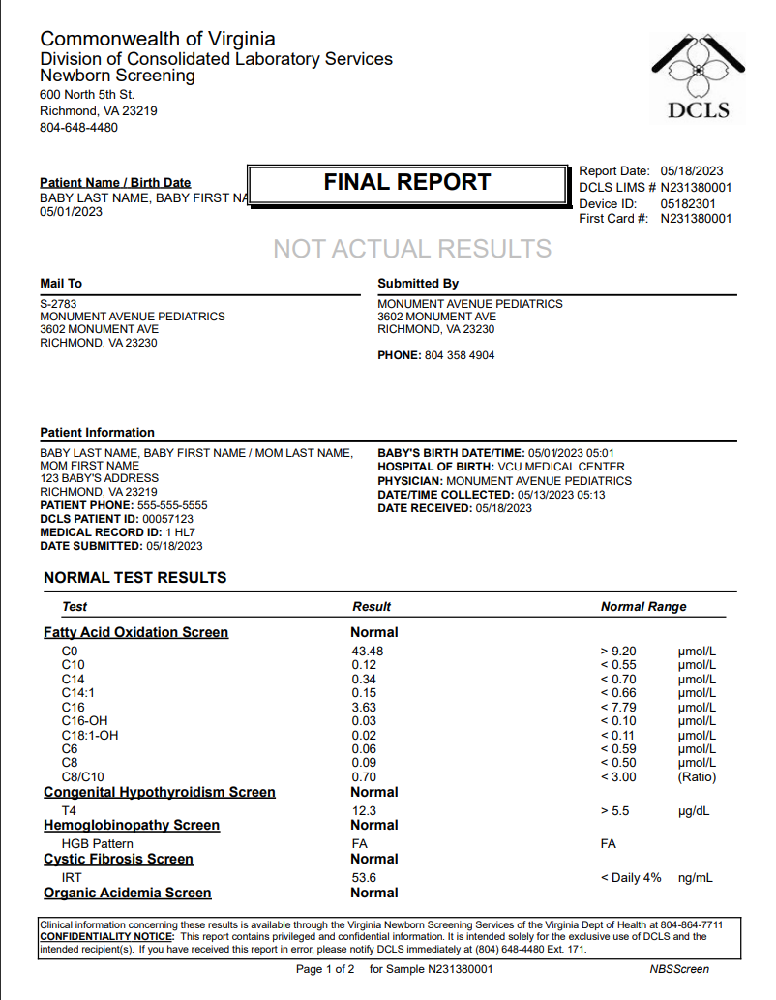 Commonwealth of Virginia
Division of Consolidated Laboratory Services
Newborn Screening
600 North 5th St.
Richmond, VA 23219
804-648-4480
DCLS
Patient Name / Birth Date
BABY LAST NAME, BABY FIRST NA
05/01/2023
FINAL REPORT
Report Date: 05/18/2023
DCLS LIMS # N231380001
Device ID: 05182301
First Card #: N231380001
NOT ACTUAL RESULTS
Mail To
S-2783
MONUMENT AVENUE PEDIATRICS
3602 MONUMENT AVE
RICHMOND, VA 23230
Submitted By
MONUMENT AVENUE PEDIATRICS
3602 MONUMENT AVE
RICHMOND, VA 23230
PHONE: 804 358 4904
Patient Information
BABY LAST NAME, BABY FIRST NAME / MOM LAST NAME,
MOM FIRST NAME
123 BABY'S ADDRESS
RICHMOND, VA 23219
PATIENT PHONE: 555-555-5555
DCLS PATIENT ID: 00057123
MEDICAL RECORD ID: 1 HL7
DATE SUBMITTED: 05/18/2023
BABY'S BIRTH DATE/TIME: 05/01/2023 05:01
HOSPITAL OF BIRTH: VCU MEDICAL CENTER
PHYSICIAN: MONUMENT AVENUE PEDIATRICS
DATE/TIME COLLECTED: 05/13/2023 05:13
DATE RECEIVED: 05/18/2023
NORMAL TEST RESULTS
Test Result Normal Range
Fatty Acid Oxidation Screen Normal
C0 43.48 > 9.20 µmol/L
C10 0.12 < 0.55 µmol/L
C14 0.34 < 0.70 µmol/L
C14:1 0.15 < 0.66 µmol/L
C16 3.63 < 7.79 µmol/L
C16-OH 0.03 < 0.10 µmol/L
C18:1-OH 0.02 < 0.11 µmol/L
C6 0.06 < 0.59 µmol/L
C8 0.09 < 0.50 µmol/L
C8/C10 0.70 < 3.00 (Ratio)
Congenital Hypothyroidism Screen Normal
T4 12.3 > 5.5 µg/dL
Hemoglobinopathy Screen Normal
HGB Pattern FA FA
Cystic Fibrosis Screen Normal
IRT 53.6 < Daily 4% ng/mL
Organic Acidemia Screen Normal
Clinical information concerning these results is available through the Virginia Newborn Screening Services of the Virginia Dept of Health at 804-864-7711
CONFIDENTIALITY NOTICE: This report contains privileged and confidential information. It is intended solely for the exclusive use of DCLS and the
intended recipient(s). If you have received this report in error, please notify DCLS immediately at (804) 648-4480 Ext. 171.
Page 1 of 2 for Sample N231380001 NBSScreen